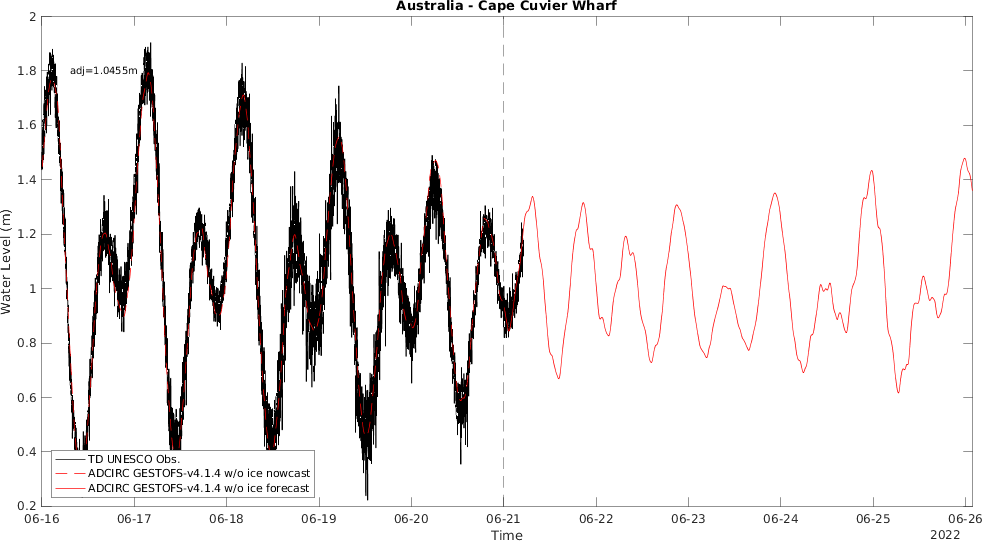 Australia - Cape Cuvier Wharf
2
1.8
1.6
1.4
1.2
1
0.8
0.6
0.4
0.2
Water Level (m)
adj=1.0455m
TD UNESCO Obs.
ADCIRC GESTOFS-v4.1.4 w/o ice nowcast
ADCIRC GESTOFS-v4.1.4 w/o ice forecast
06-16 06-17 06-18 06-19 06-20 06-21 06-22 06-23 06-24 06-25 06-26
Time
2022